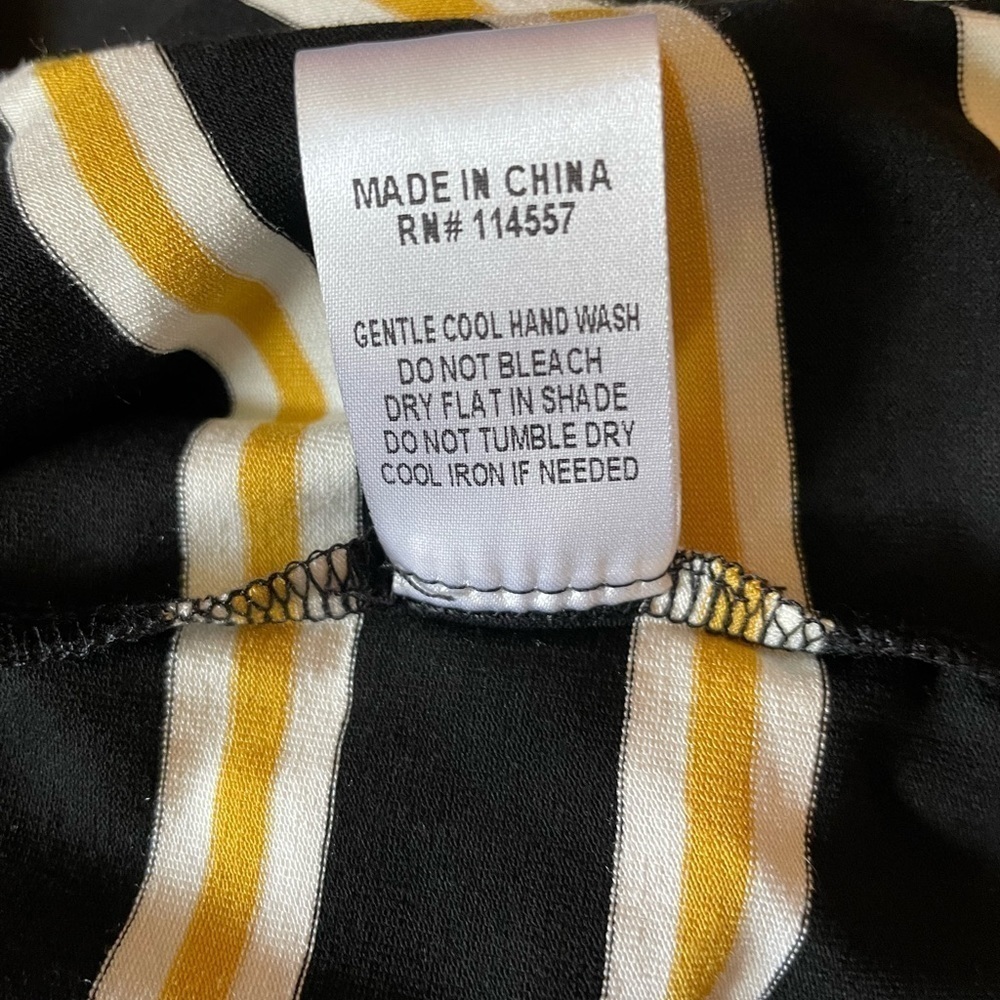 MADE IN CHINA
RN# 114557
GENTLE COOL HAND WASH
DO NOT BLEACH
DRY FLAT IN SHADE
DO NOT TUMBLE DRY
COOL IRON IF NEEDED